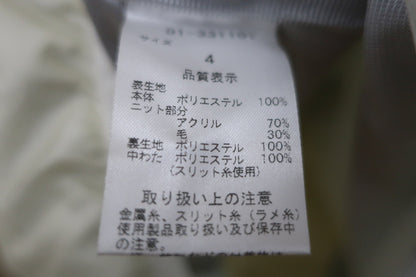 サイズ
4
品質表示
表生地
本体 ポリエステル 100%
ニット部分
アクリル 70%
毛 30%
裏生地 ポリエステル 100%
中わた ポリエステル 100%
(スリット糸使用)
取り扱い上の注意
金属糸、スリット糸(ラメ糸)
使用製品取り扱い及び保存中
の注意。